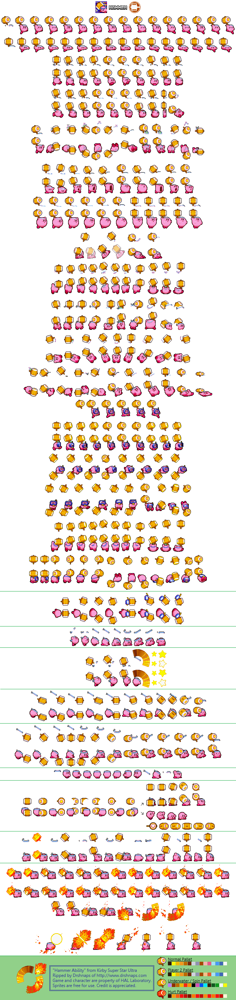 HAMMER
"Hammer Ability" from Kirby Super Star Ultra
Ripped by Drshnaps of http://www.drshnaps.com
Game and character are property of HAL Laboratory.
Sprites are free for use. Credit is appreciated.
Normal Pallet
Player 2 Pallet
Underwater / Spin Pallet
Hurt Pallet